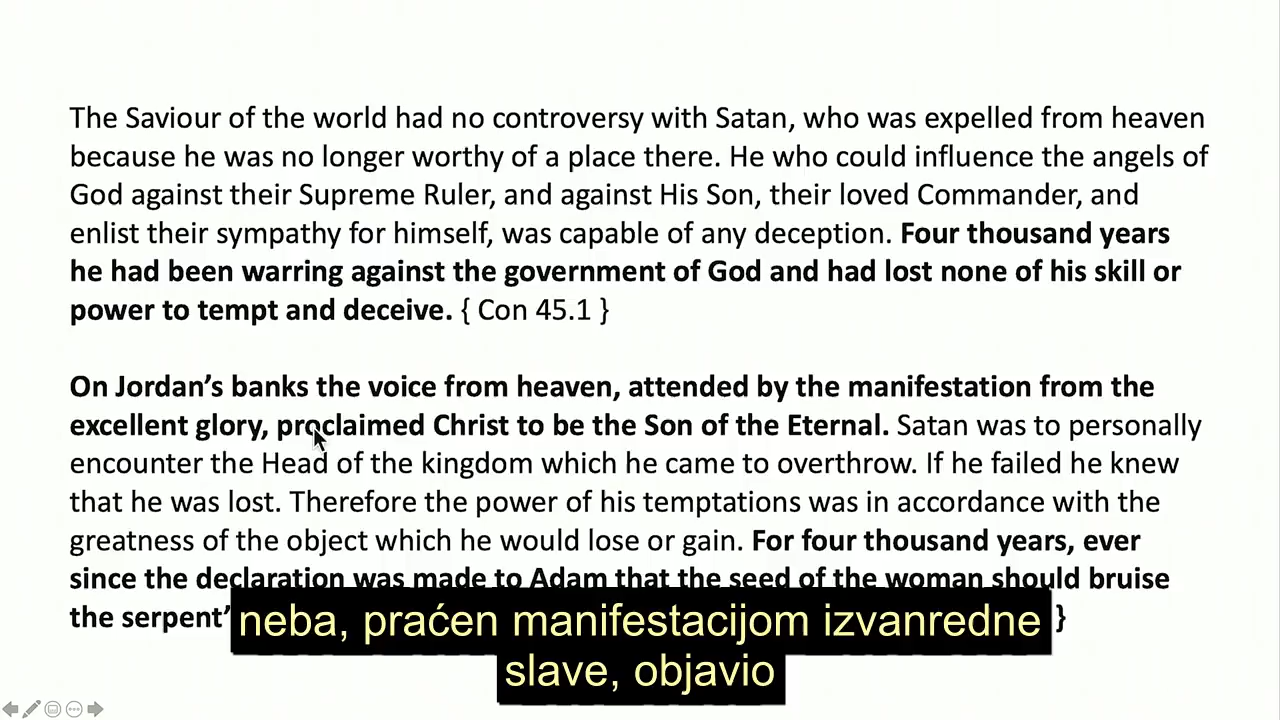 The Saviour of the world had no controversy with Satan, who was expelled from heaven
because he was no longer worthy of a place there. He who could influence the angels of
God against their Supreme Ruler, and against His Son, their loved Commander, and
enlist their sympathy for himself, was capable of any deception. Four thousand years
he had been warring against the government of God and had lost none of his skill or
power to tempt and deceive. { Con 45.1 }
On Jordan’s banks the voice from heaven, attended by the manifestation from the
excellent glory, proclaimed Christ to be the Son of the Eternal. Satan was to personally
encounter the Head of the kingdom which he came to overthrow. If he failed he knew
that he was lost. Therefore the power of his temptations was in accordance with the
greatness of the object which he would lose or gain. For four thousand years, ever
since the declaration was made to Adam that the seed of the woman should bruise
the serpent’ }
neba, praćen manifestacijom izvanredne
slave, objavio